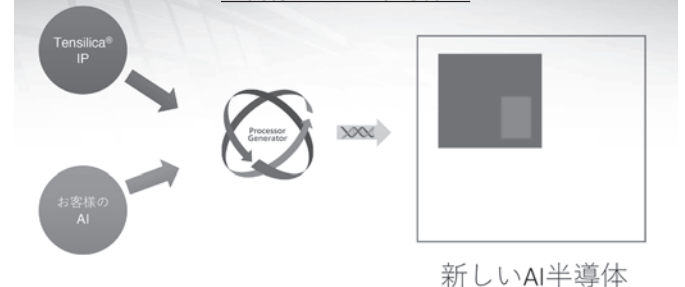 Tensilica®
IP
Processor
Generator
お客様の
AI
新しいAI半導体